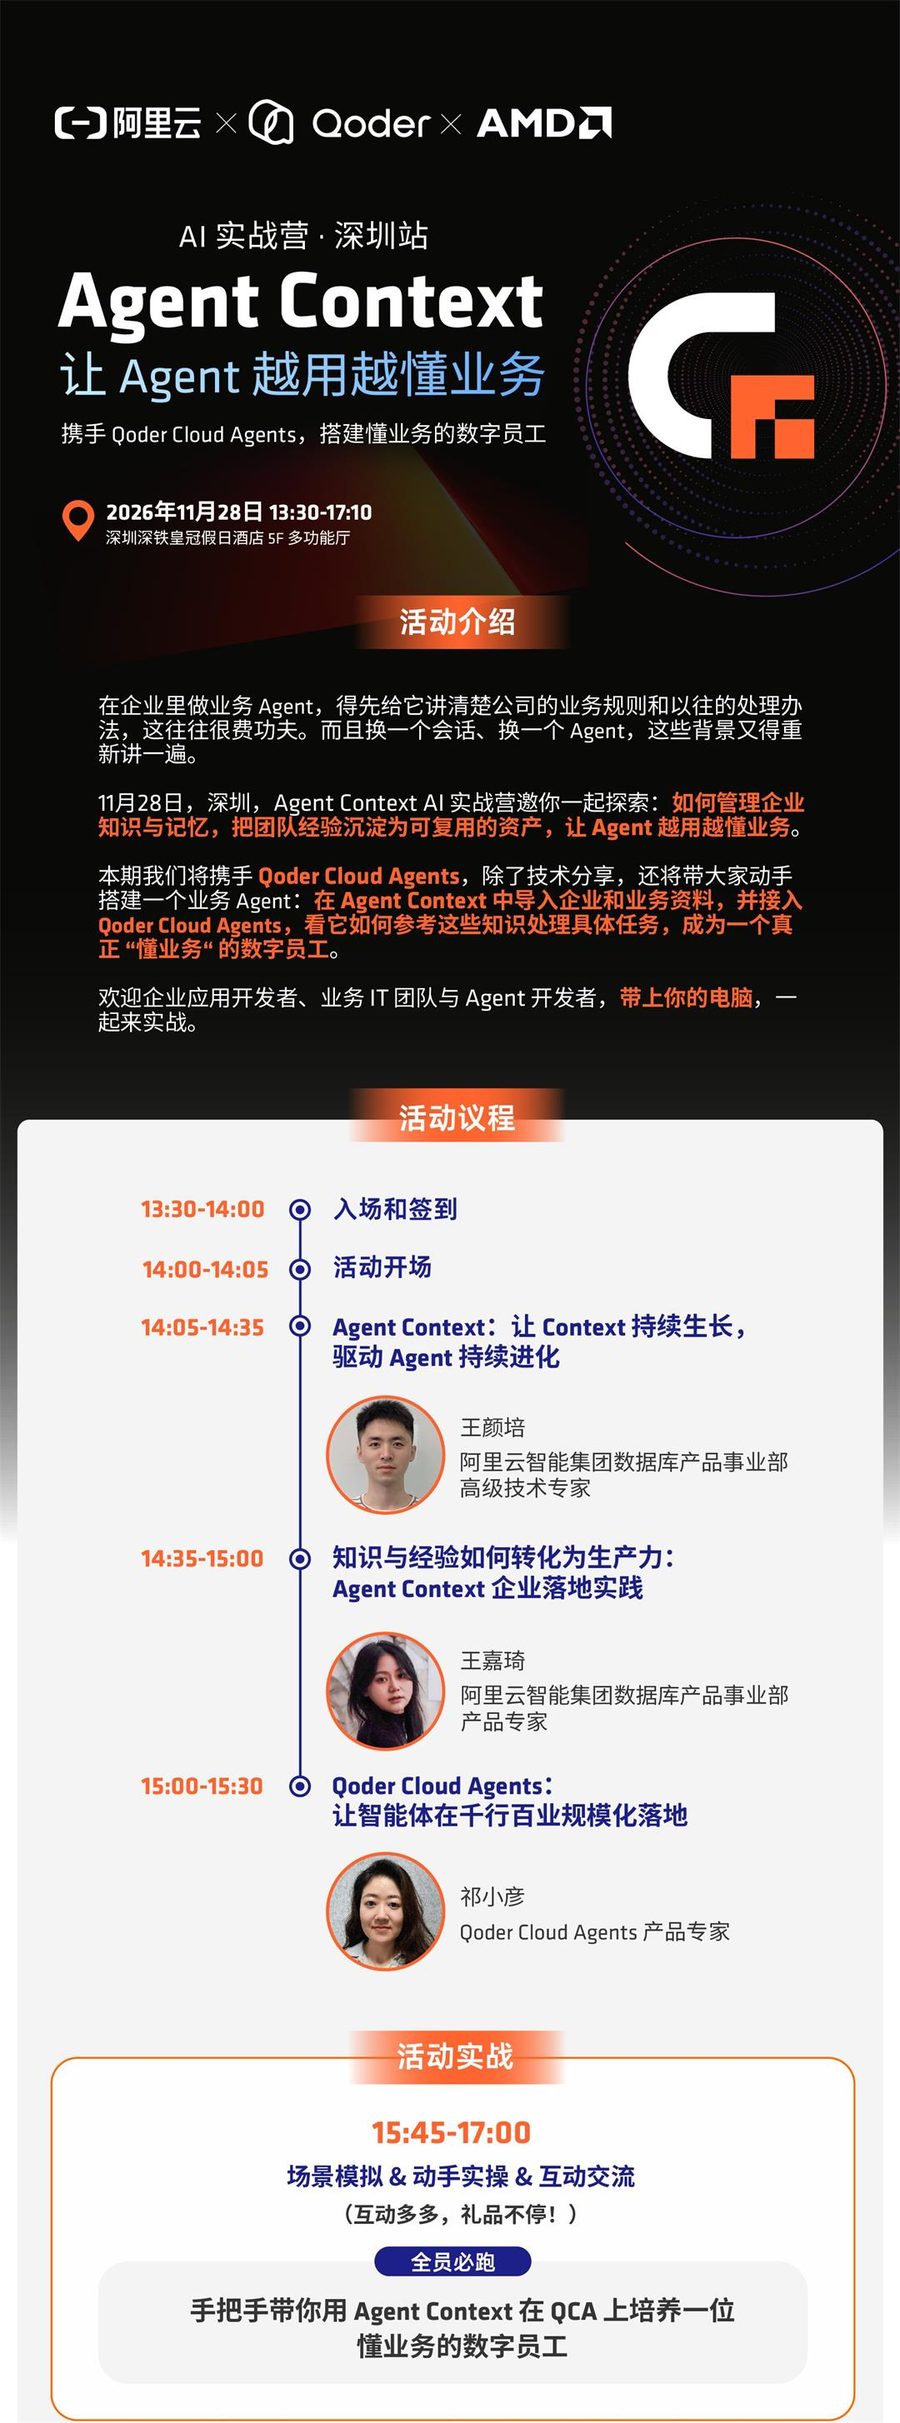 阿里云 × Qoder × AMD
AI 实战营 · 深圳站
Agent Context
让 Agent 越用越懂业务
携手 Qoder Cloud Agents，搭建懂业务的数字员工
2026年11月28日 13:30-17:10
深圳深铁皇冠假日酒店 5F 多功能厅
活动介绍
在企业里做业务 Agent，得先给它讲清楚公司的业务规则和以往的处理办
法，这往往很费功夫。而且换一个会话、换一个 Agent，这些背景又得重
新讲一遍。
11月28日，深圳，Agent Context AI 实战营邀你一起探索：如何管理企业
知识与记忆，把团队经验沉淀为可复用的资产，让 Agent 越用越懂业务。
本期我们将携手 Qoder Cloud Agents，除了技术分享，还将带大家动手
搭建一个业务 Agent：在 Agent Context 中导入企业和业务资料，并接入
Qoder Cloud Agents，看它如何参考这些知识处理具体任务，成为一个真
正 “懂业务“ 的数字员工。
欢迎企业应用开发者、业务 IT 团队与 Agent 开发者，带上你的电脑，一
起来实战。
活动议程
13:30-14:00 入场和签到
14:00-14:05 活动开场
14:05-14:35 Agent Context：让 Context 持续生长，
驱动 Agent 持续进化
王颜培
阿里云智能集团数据库产品事业部
高级技术专家
14:35-15:00 知识与经验如何转化为生产力：
Agent Context 企业落地实践
王嘉琦
阿里云智能集团数据库产品事业部
产品专家
15:00-15:30 Qoder Cloud Agents：
让智能体在千行百业规模化落地
祁小彦
Qoder Cloud Agents 产品专家
活动实战
15:45-17:00
场景模拟 & 动手实操 & 互动交流
（互动多多，礼品不停！）
全员必跑
手把手带你用 Agent Context 在 QCA 上培养一位
懂业务的数字员工